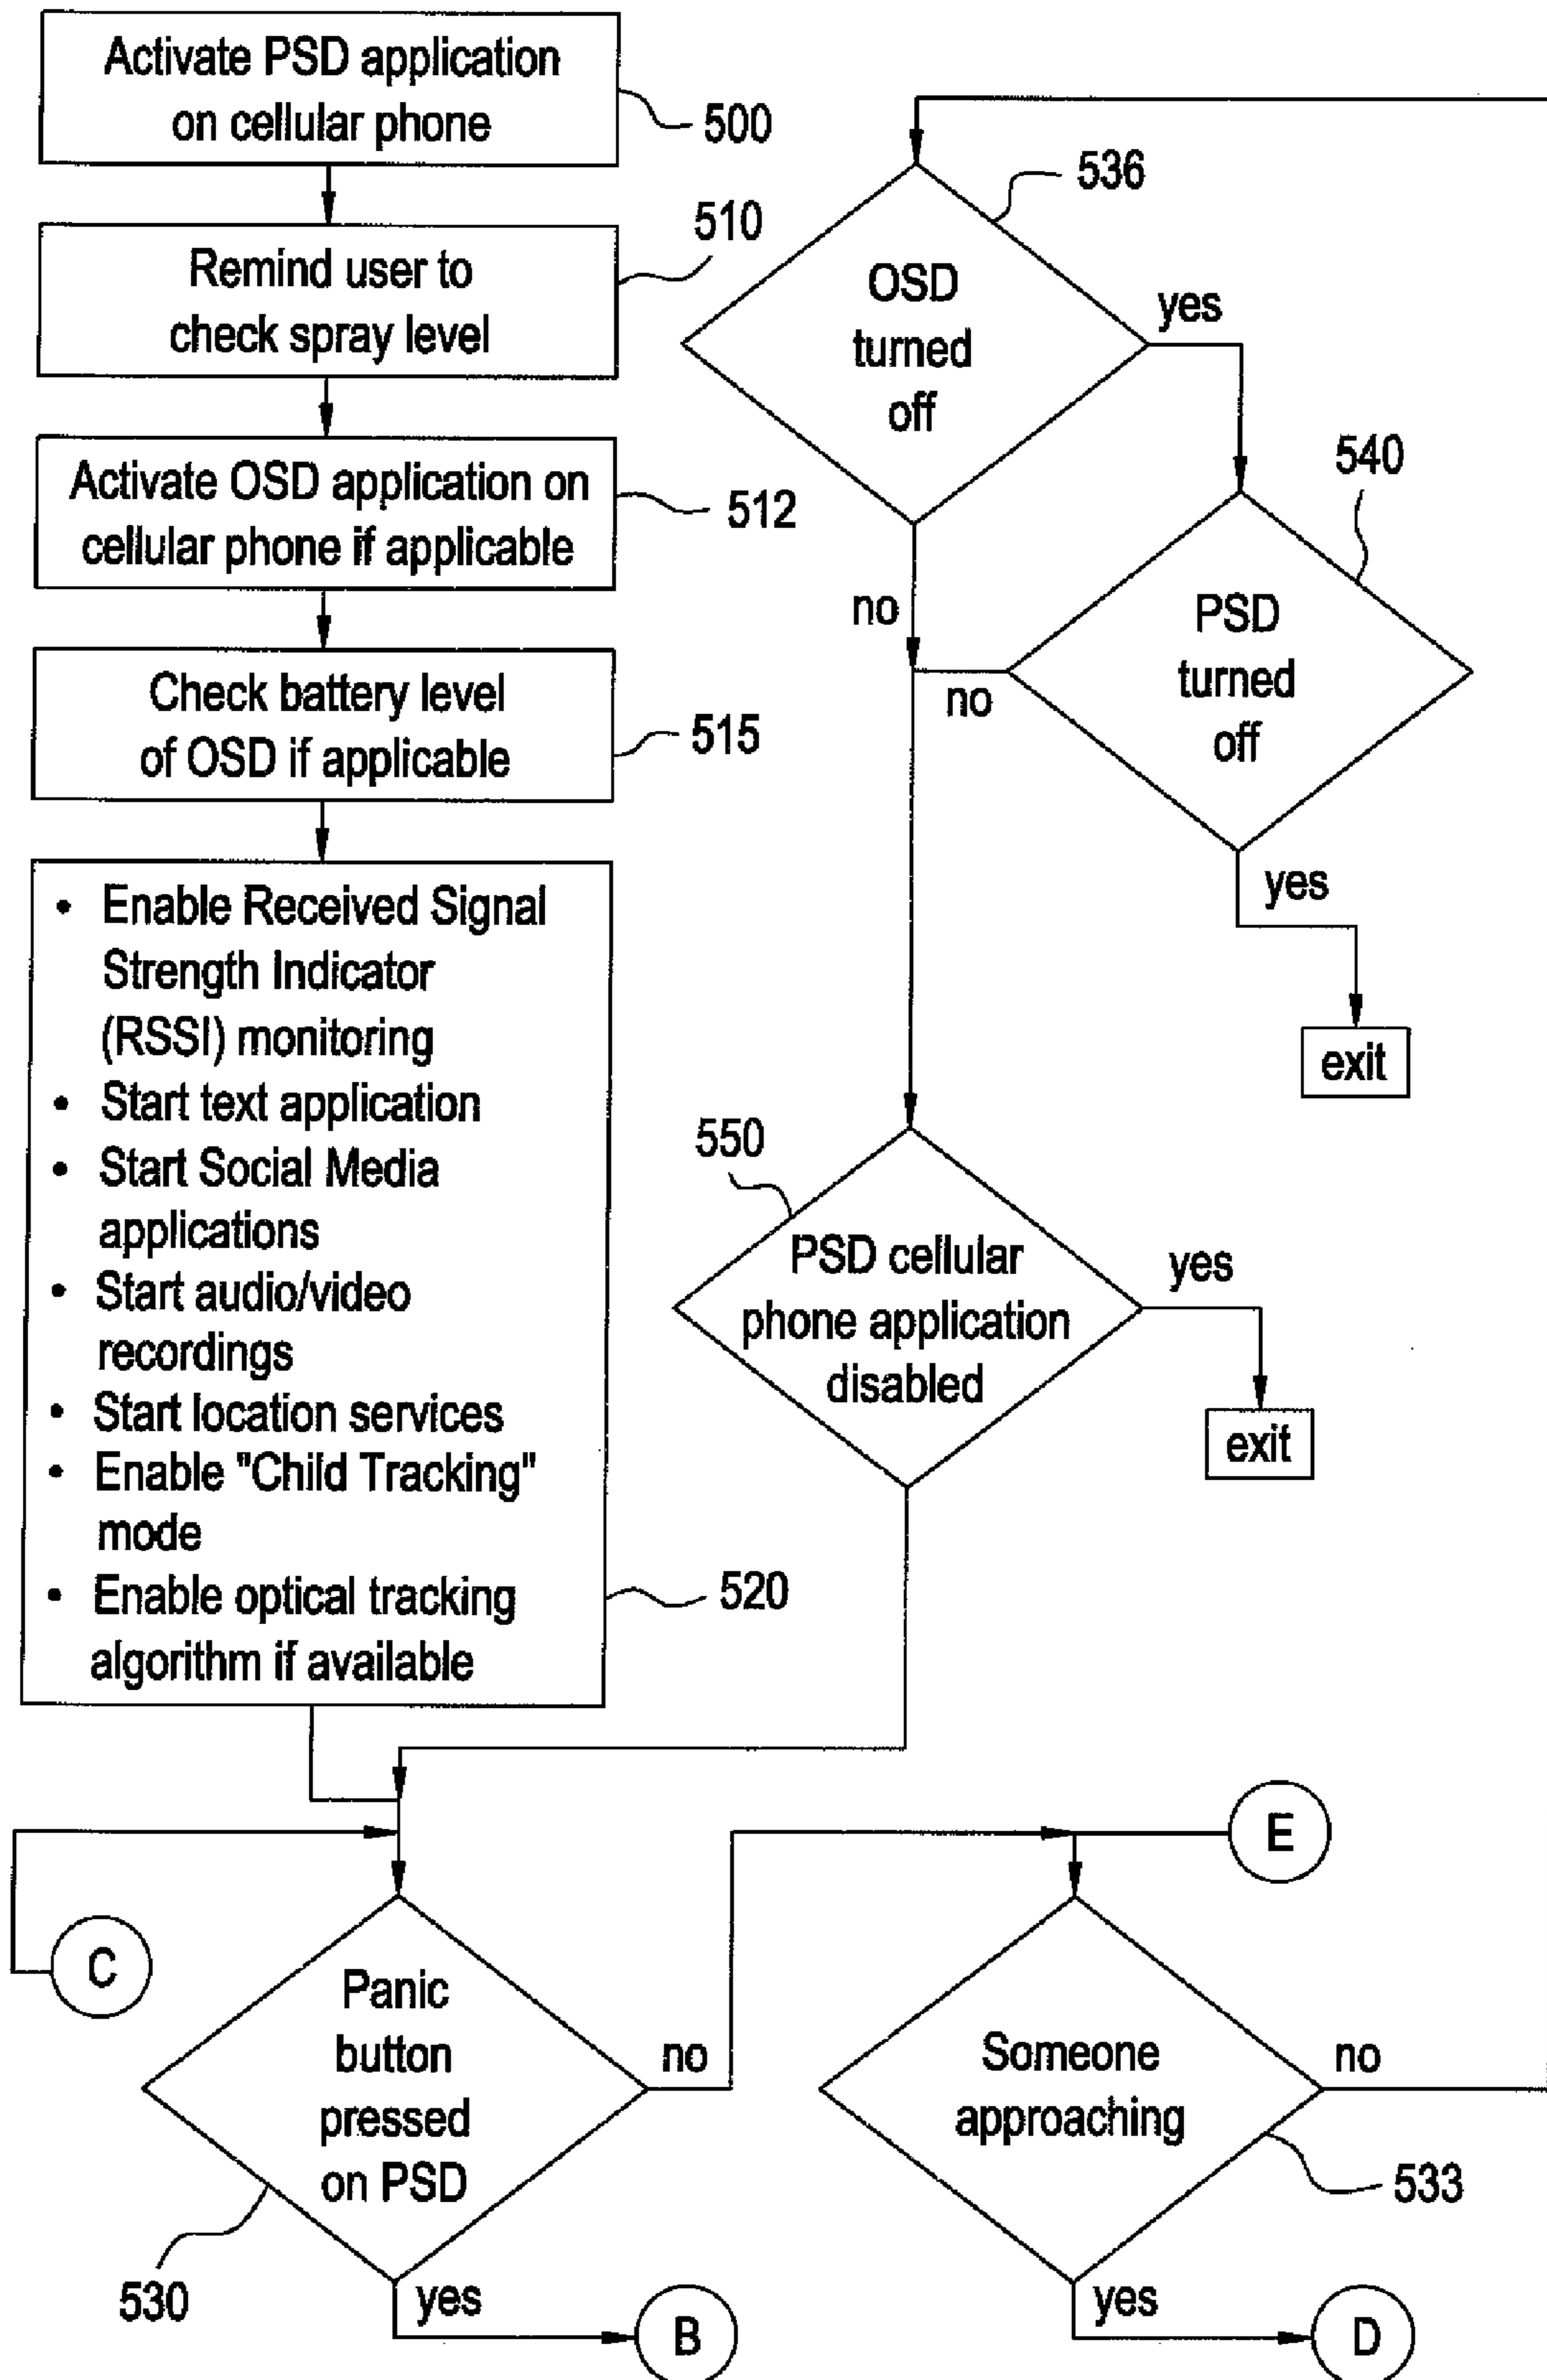 Activate PSD application
on cellular phone
500
Remind user to
check spray level
510
Activate OSD application on
cellular phone if applicable
512
Check battery level
of OSD if applicable
515
• Enable Received Signal
Strength Indicator
(RSSI) monitoring
• Start text application
• Start Social Media
applications
• Start audio/video
recordings
• Start location services
• Enable "Child Tracking"
mode
• Enable optical tracking
algorithm if available
520
536
OSD
turned
off
yes
no
540
PSD
turned
off
no
yes
exit
550
PSD cellular
phone application
disabled
yes
exit
C
Panic
button
pressed
on PSD
no
530
yes
B
E
Someone
approaching
no
533
yes
D